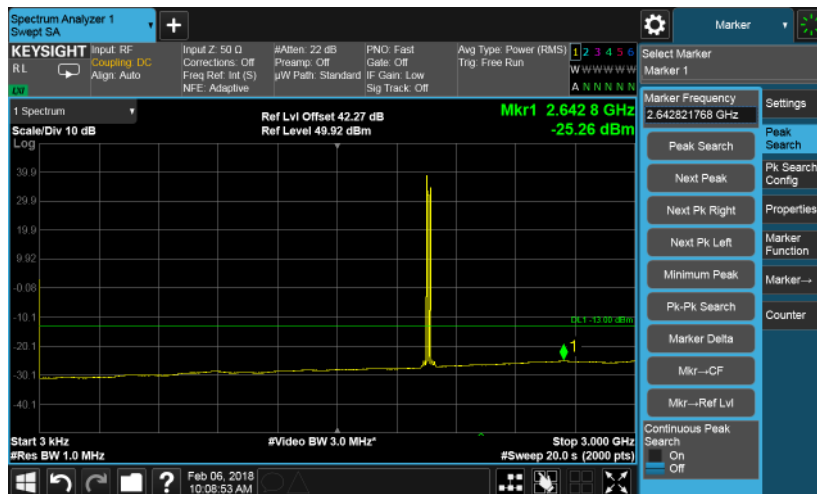 Spectrum Analyzer 1
Swept SA
+
Marker
KEYSIGHT
RL
LXI
Input: RF
Coupling: DC
Align: Auto
Input Z: 50 Ω
Corrections: Off
Freq Ref: Int (S)
NFE: Adaptive
#Atten: 22 dB
Preamp: Off
µW Path: Standard
PNO: Fast
Gate: Off
IF Gain: Low
Sig Track: Off
Avg Type: Power (RMS)
Trig: Free Run
1 2 3 4 5 6
W W W W W W
A N N N N N
Select Marker
Marker 1
1 Spectrum
Scale/Div 10 dB
Log
Ref Lvl Offset 42.27 dB
Ref Level 49.92 dBm
Mkr1 2.642 8 GHz
-25.26 dBm
39.9
29.9
19.9
9.92
-0.08
-10.1
-20.1
-30.1
-40.1
DL1 -13.00 dBm
1
Start 3 kHz
#Res BW 1.0 MHz
#Video BW 3.0 MHz*
Stop 3.000 GHz
#Sweep 20.0 s (2000 pts)
Marker Frequency
2.642821768 GHz
Peak Search
Next Peak
Next Pk Right
Next Pk Left
Minimum Peak
Pk-Pk Search
Marker Delta
Mkr→CF
Mkr→Ref Lvl
Continuous Peak
Search
On
Off
Settings
Peak
Search
Pk Search
Config
Properties
Marker
Function
Marker→
Counter
?
Feb 06, 2018
10:08:53 AM